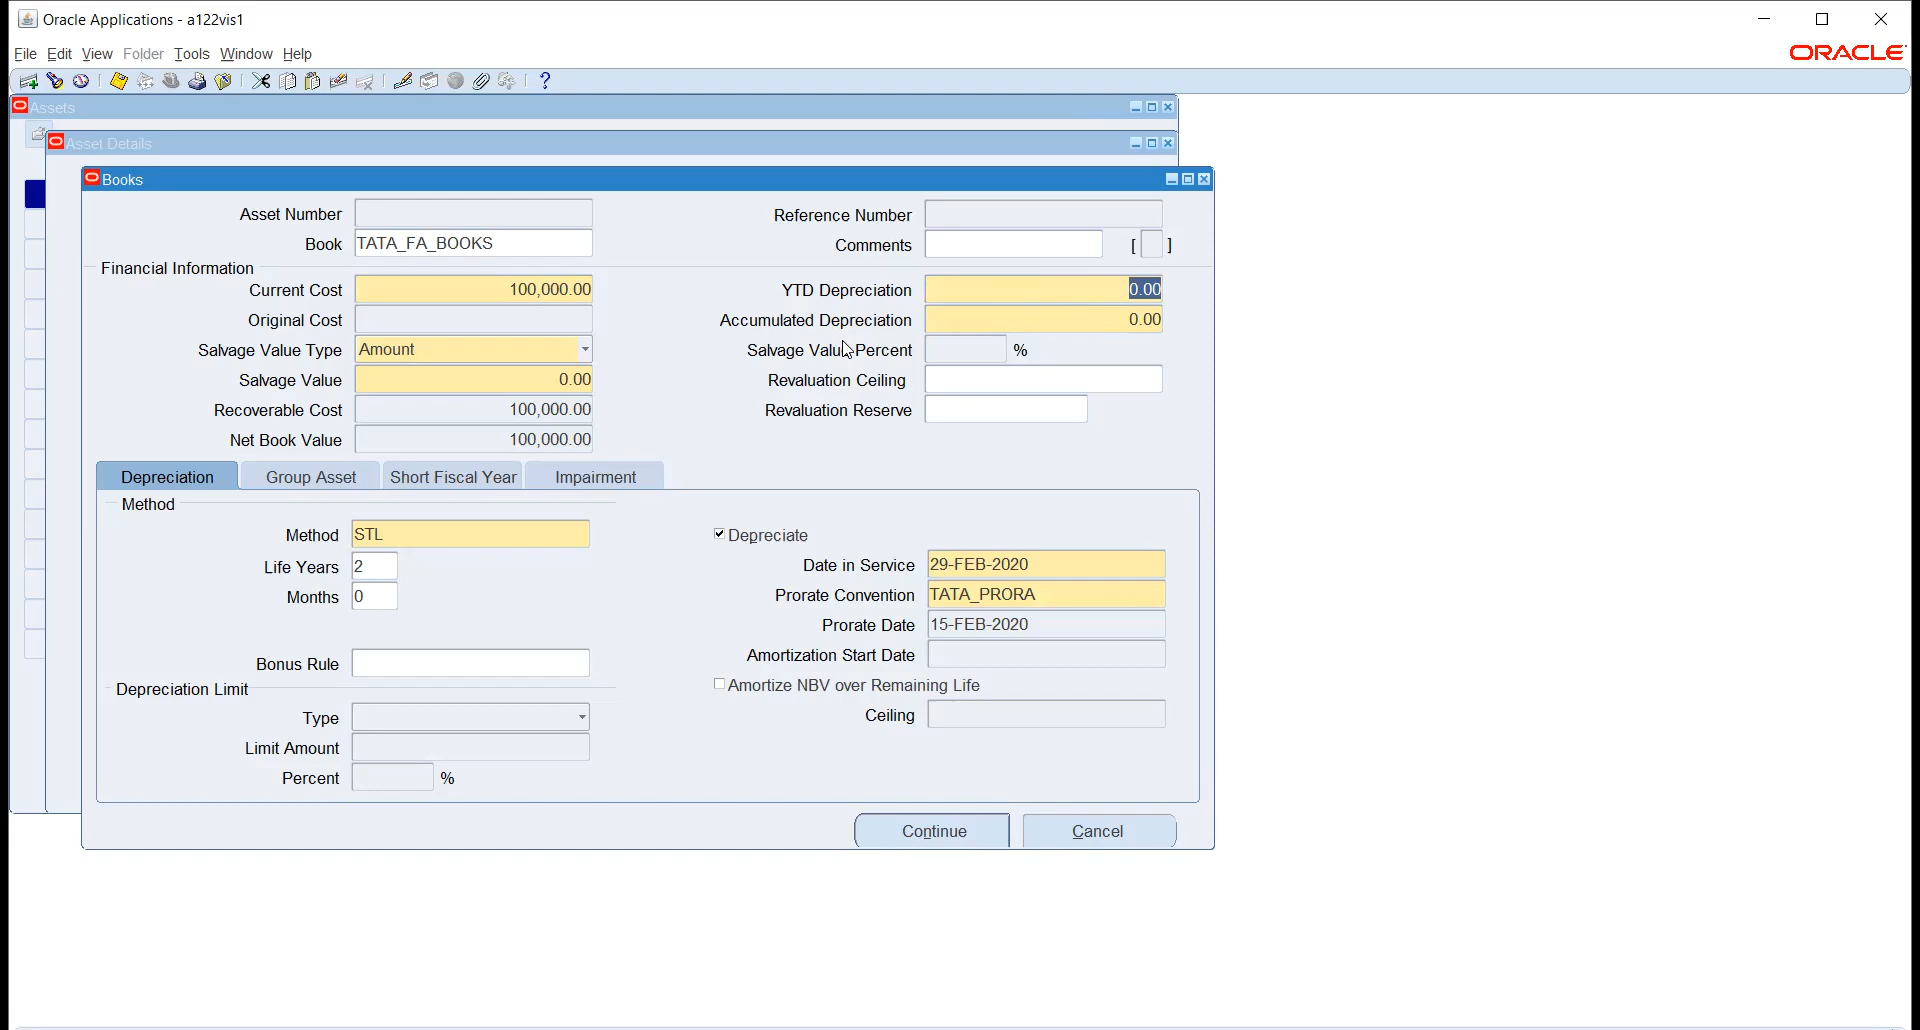 Oracle Applications - a122vis1
File Edit View Folder Tools Window Help
ORACLE
Assets
Asset Details
Books
Asset Number
Reference Number
Book TATA_FA_BOOKS
Comments [ ]
Financial Information
Current Cost 100,000.00
YTD Depreciation 0.00
Original Cost
Accumulated Depreciation 0.00
Salvage Value Type Amount
Salvage Value Percent %
Salvage Value 0.00
Revaluation Ceiling
Recoverable Cost 100,000.00
Revaluation Reserve
Net Book Value 100,000.00
Depreciation Group Asset Short Fiscal Year Impairment
Method
Method STL
Depreciate
Life Years 2
Date in Service 29-FEB-2020
Months 0
Prorate Convention TATA_PRORA
Prorate Date 15-FEB-2020
Amortization Start Date
Bonus Rule
Depreciation Limit
Amortize NBV over Remaining Life
Type
Ceiling
Limit Amount
Percent %
Continue Cancel